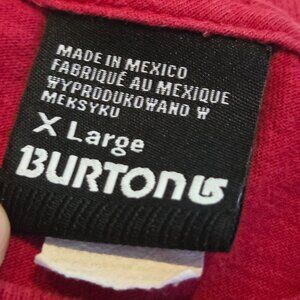 MADE IN MEXICO
FABRIQUÉ AU MEXIQUE
WYPRODUKOWANO W
MEKSYKU
X Large
BURTON